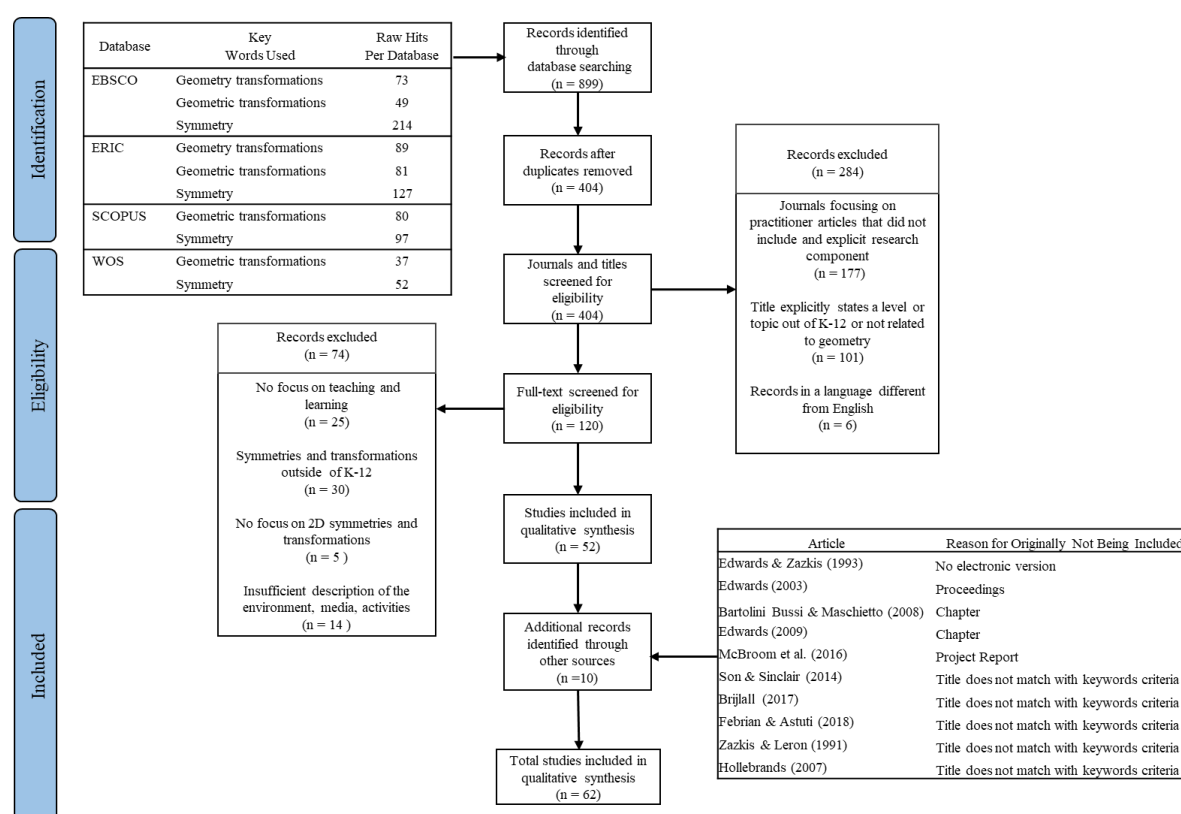 Identification
Database Key Words Used Raw Hits Per Database
EBSCO Geometry transformations 73
Geometric transformations 49
Symmetry 214
ERIC Geometry transformations 89
Geometric transformations 81
Symmetry 127
SCOPUS Geometric transformations 80
Symmetry 97
WOS Geometric transformations 37
Symmetry 52
Records identified
through
database searching
(n = 899)
Records after
duplicates removed
(n = 404)
Eligibility
Journals and titles
screened for
eligibility
(n = 404)
Records excluded
(n = 284)
Journals focusing on
practitioner articles that did not
include and explicit research
component
(n = 177)
Title explicitly states a level or
topic out of K-12 or not related
to geometry
(n = 101)
Records in a language different
from English
(n = 6)
Full-text screened for
eligibility
(n = 120)
Records excluded
(n = 74)
No focus on teaching and
learning
(n = 25)
Symmetries and transformations
outside of K-12
(n = 30)
No focus on 2D symmetries and
transformations
(n = 5 )
Insufficient description of the
environment, media, activities
(n = 14 )
Included
Studies included in
qualitative synthesis
(n = 52)
Additional records
identified through
other sources
(n =10)
Article Reason for Originally Not Being Included
Edwards & Zazkis (1993) No electronic version
Edwards (2003) Proceedings
Bartolini Bussi & Maschietto (2008) Chapter
Edwards (2009) Chapter
McBroom et al. (2016) Project Report
Son & Sinclair (2014) Title does not match with keywords criteria
Brijlall (2017) Title does not match with keywords criteria
Febrian & Astuti (2018) Title does not match with keywords criteria
Zazkis & Leron (1991) Title does not match with keywords criteria
Hollebrands (2007) Title does not match with keywords criteria
Total studies included in
qualitative synthesis
(n = 62)